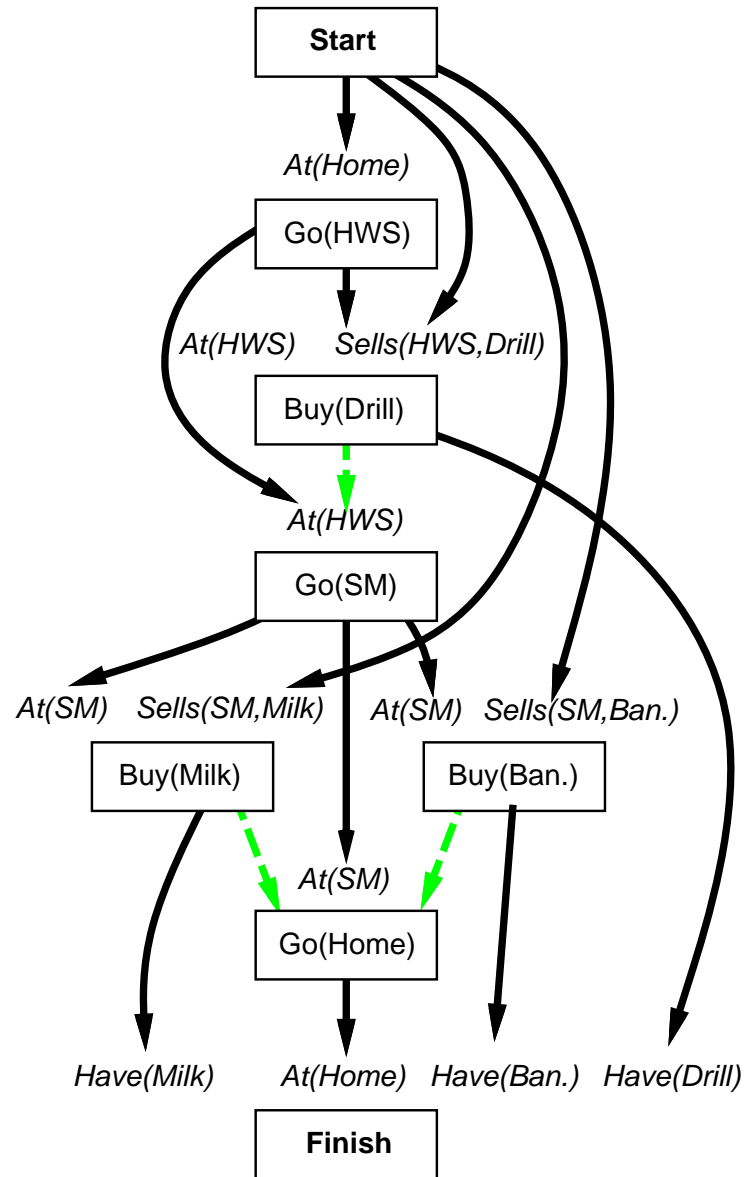 Start
At(Home)
Go(HWS)
At(HWS) Sells(HWS,Drill)
Buy(Drill)
At(HWS)
Go(SM)
At(SM) Sells(SM,Milk) At(SM) Sells(SM,Ban.)
Buy(Milk) Buy(Ban.)
At(SM)
Go(Home)
Have(Milk) At(Home) Have(Ban.) Have(Drill)
Finish